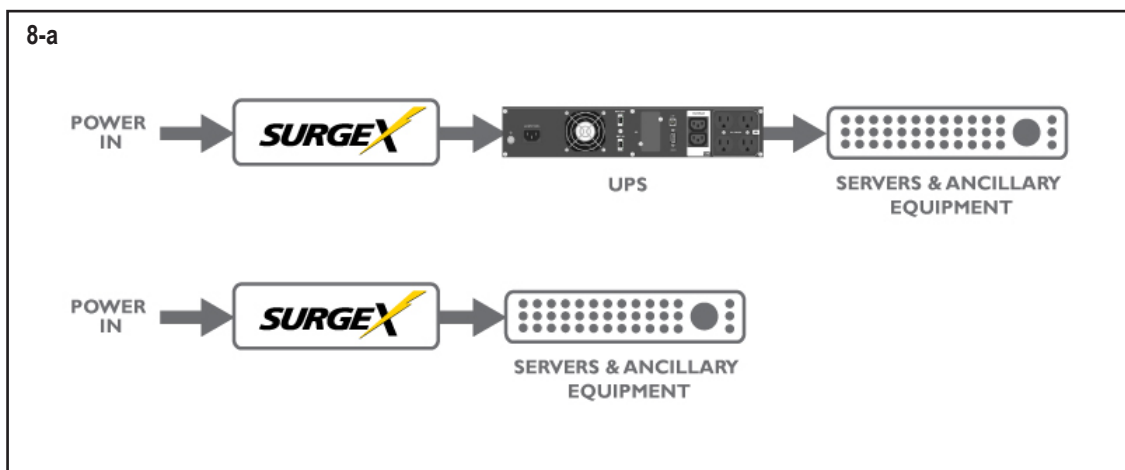 8-a
POWER
IN
SURGEX
UPS
SERVERS & ANCILLARY
EQUIPMENT
POWER
IN
SURGEX
SERVERS & ANCILLARY
EQUIPMENT